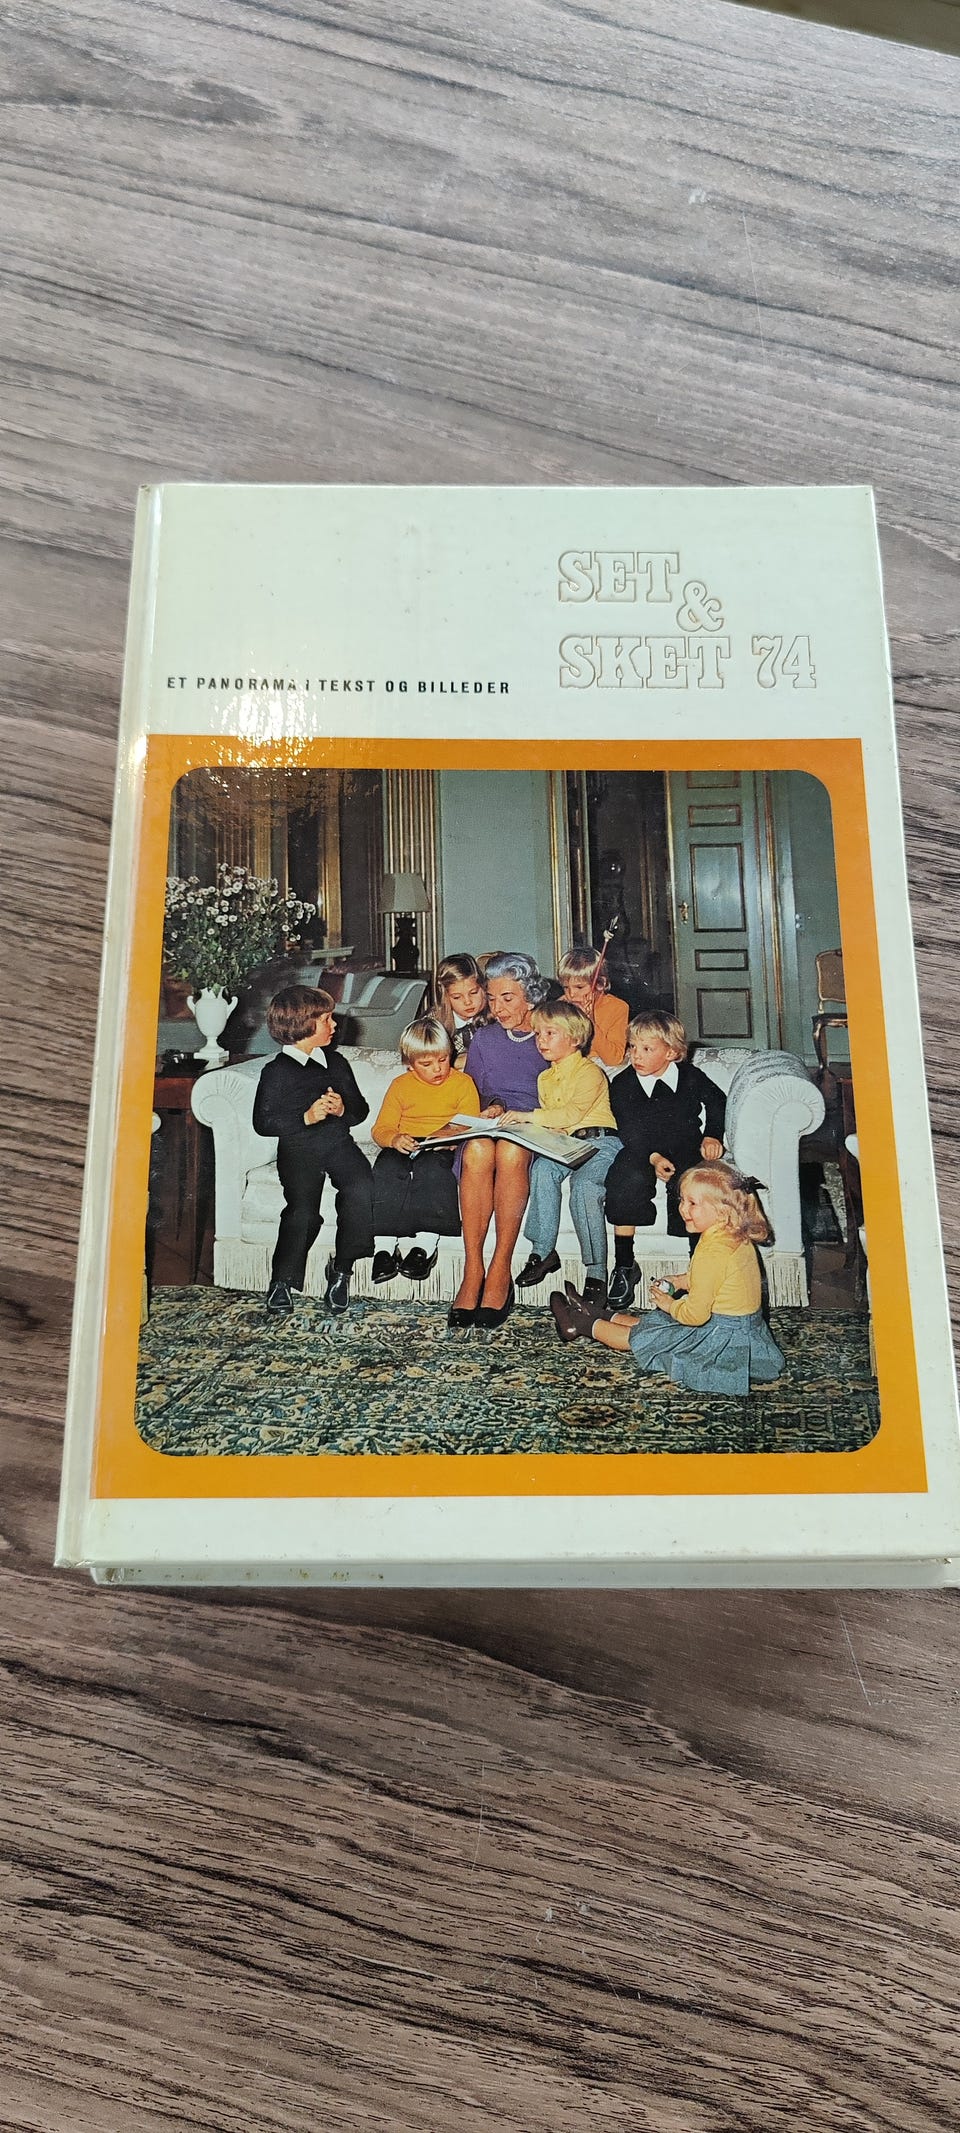 SET
&
SKET 74
ET PANORAMA I TEKST OG BILLEDER